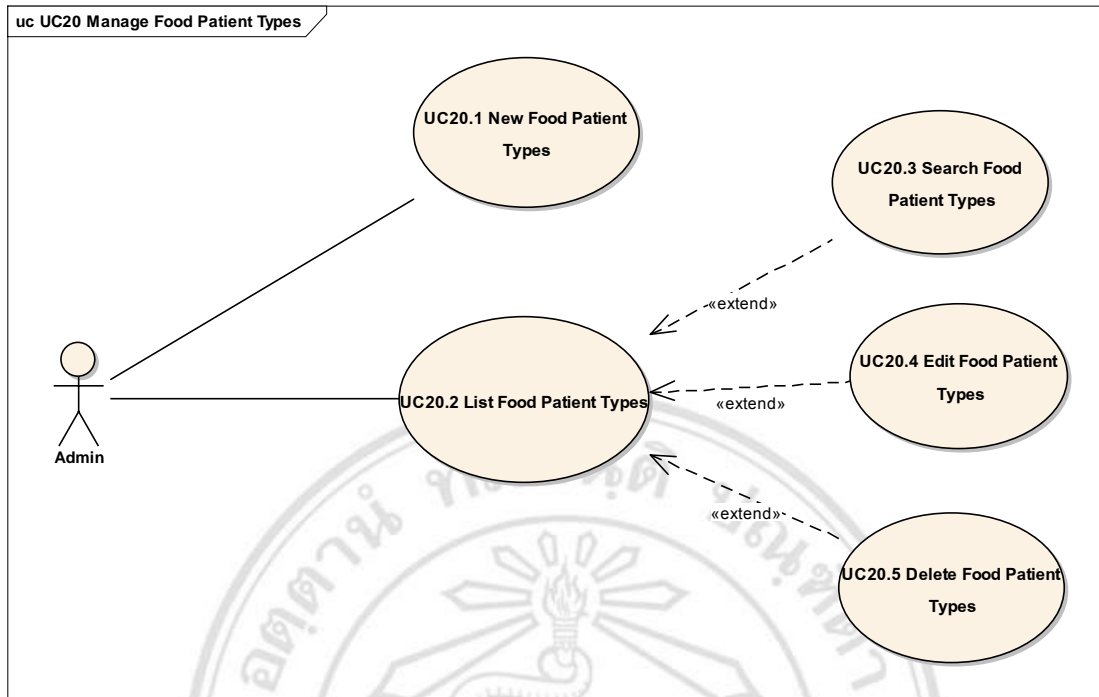 uc UC20 Manage Food Patient Types
UC20.1 New Food Patient
Types
UC20.3 Search Food
Patient Types
«extend»
UC20.4 Edit Food Patient
Types
«extend»
UC20.2 List Food Patient Types
Admin
«extend»
UC20.5 Delete Food Patient
Types